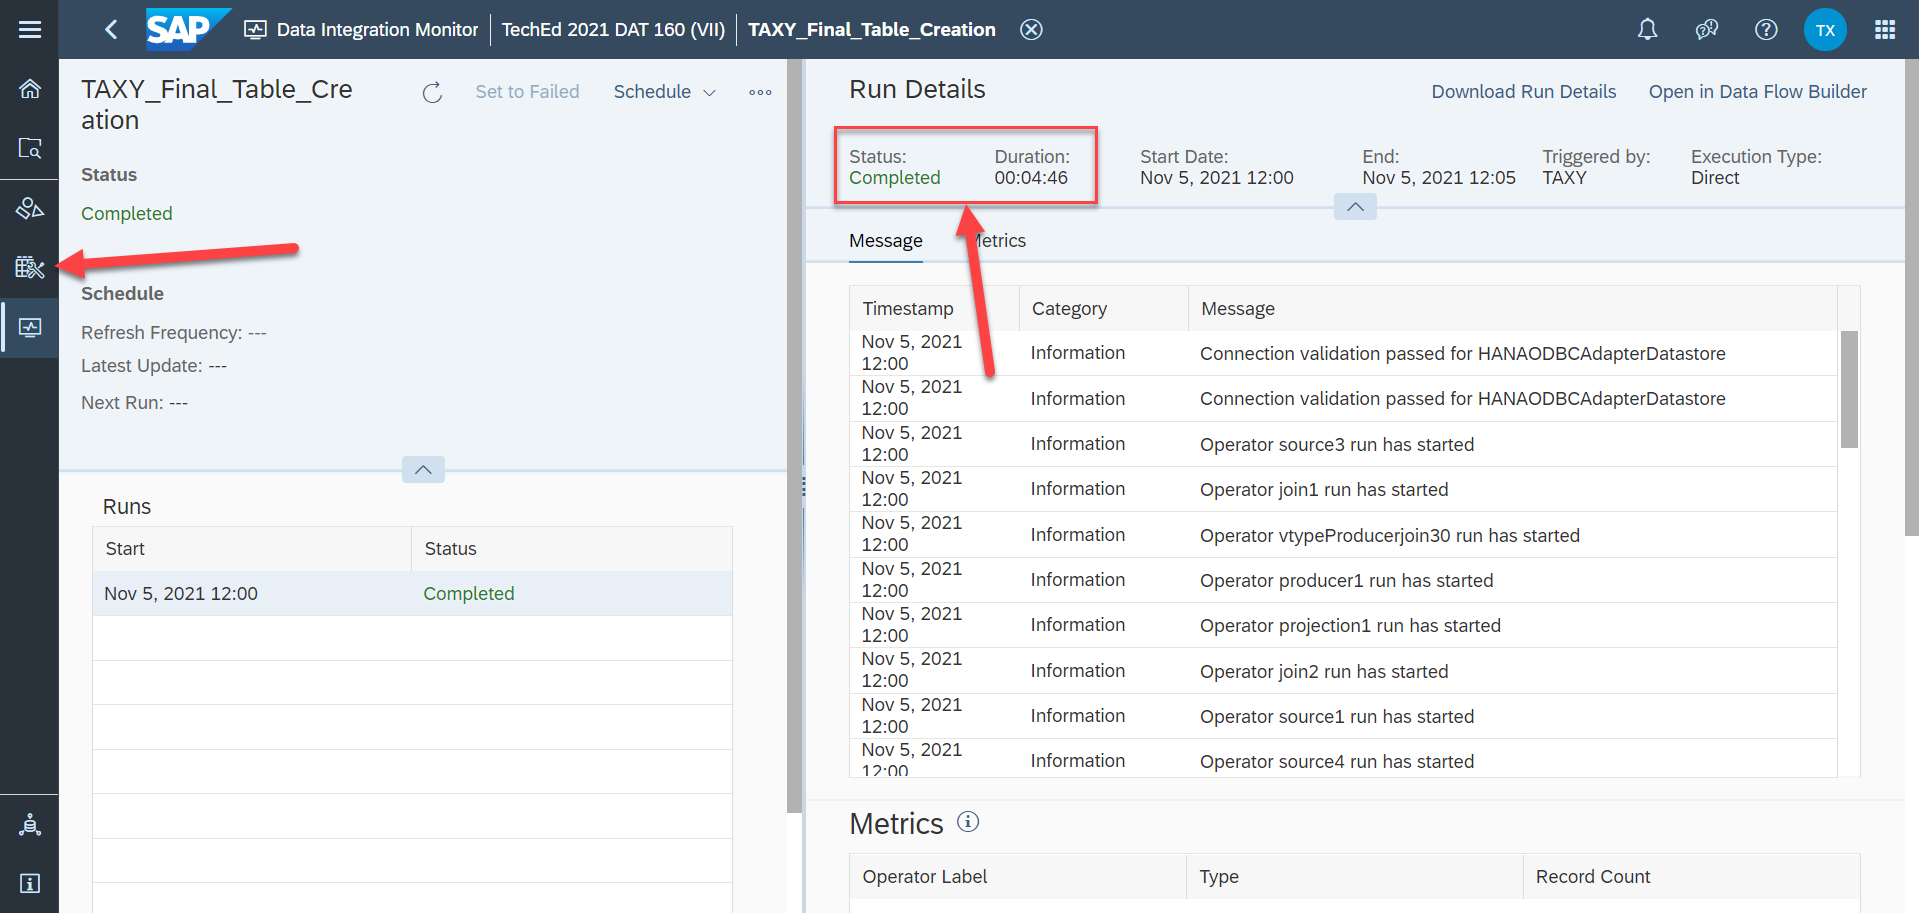 SAP
Data Integration Monitor
TechEd 2021 DAT 160 (VII)
TAXY_Final_Table_Creation
TX
TAXY_Final_Table_Cre
ation
Set to Failed
Schedule
Status
Completed
Schedule
Refresh Frequency: ---
Latest Update: ---
Next Run: ---
Runs
Start Status
Nov 5, 2021 12:00 Completed
Run Details
Download Run Details
Open in Data Flow Builder
Status: Duration: Start Date: End: Triggered by: Execution Type:
Completed 00:04:46 Nov 5, 2021 12:00 Nov 5, 2021 12:05 TAXY Direct
Message Metrics
Timestamp Category Message
Nov 5, 2021
12:00
Information Connection validation passed for HANAODBCAdapterDatastore
Nov 5, 2021
12:00
Information Connection validation passed for HANAODBCAdapterDatastore
Nov 5, 2021
12:00
Information Operator source3 run has started
Nov 5, 2021
12:00
Information Operator join1 run has started
Nov 5, 2021
12:00
Information Operator vtypeProducerjoin30 run has started
Nov 5, 2021
12:00
Information Operator producer1 run has started
Nov 5, 2021
12:00
Information Operator projection1 run has started
Nov 5, 2021
12:00
Information Operator join2 run has started
Nov 5, 2021
12:00
Information Operator source1 run has started
Nov 5, 2021
12:00
Information Operator source4 run has started
Metrics
Operator Label Type Record Count